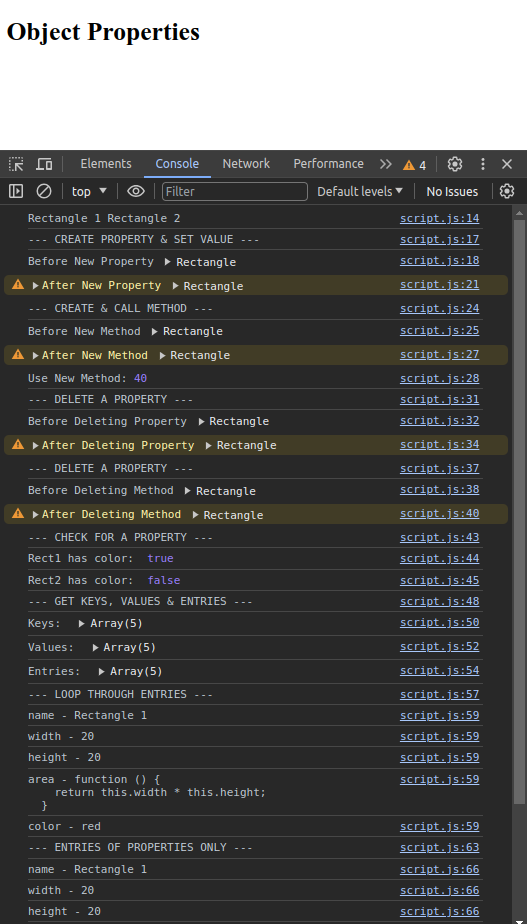 Object Properties
Elements Console Network Performance 4
top Filter Default levels No Issues
Rectangle 1 Rectangle 2 script.js:14
--- CREATE PROPERTY & SET VALUE --- script.js:17
Before New Property Rectangle script.js:18
After New Property Rectangle script.js:21
--- CREATE & CALL METHOD --- script.js:24
Before New Method Rectangle script.js:25
After New Method Rectangle script.js:27
Use New Method: 40 script.js:28
--- DELETE A PROPERTY --- script.js:31
Before Deleting Property Rectangle script.js:32
After Deleting Property Rectangle script.js:34
--- DELETE A PROPERTY --- script.js:37
Before Deleting Method Rectangle script.js:38
After Deleting Method Rectangle script.js:40
--- CHECK FOR A PROPERTY --- script.js:43
Rect1 has color: true script.js:44
Rect2 has color: false script.js:45
--- GET KEYS, VALUES & ENTRIES --- script.js:48
Keys: Array(5) script.js:50
Values: Array(5) script.js:52
Entries: Array(5) script.js:54
--- LOOP THROUGH ENTRIES --- script.js:57
name - Rectangle 1 script.js:59
width - 20 script.js:59
height - 20 script.js:59
area - function () { script.js:59
return this.width * this.height;
}
color - red script.js:59
--- ENTRIES OF PROPERTIES ONLY --- script.js:63
name - Rectangle 1 script.js:66
width - 20 script.js:66
height - 20 script.js:66